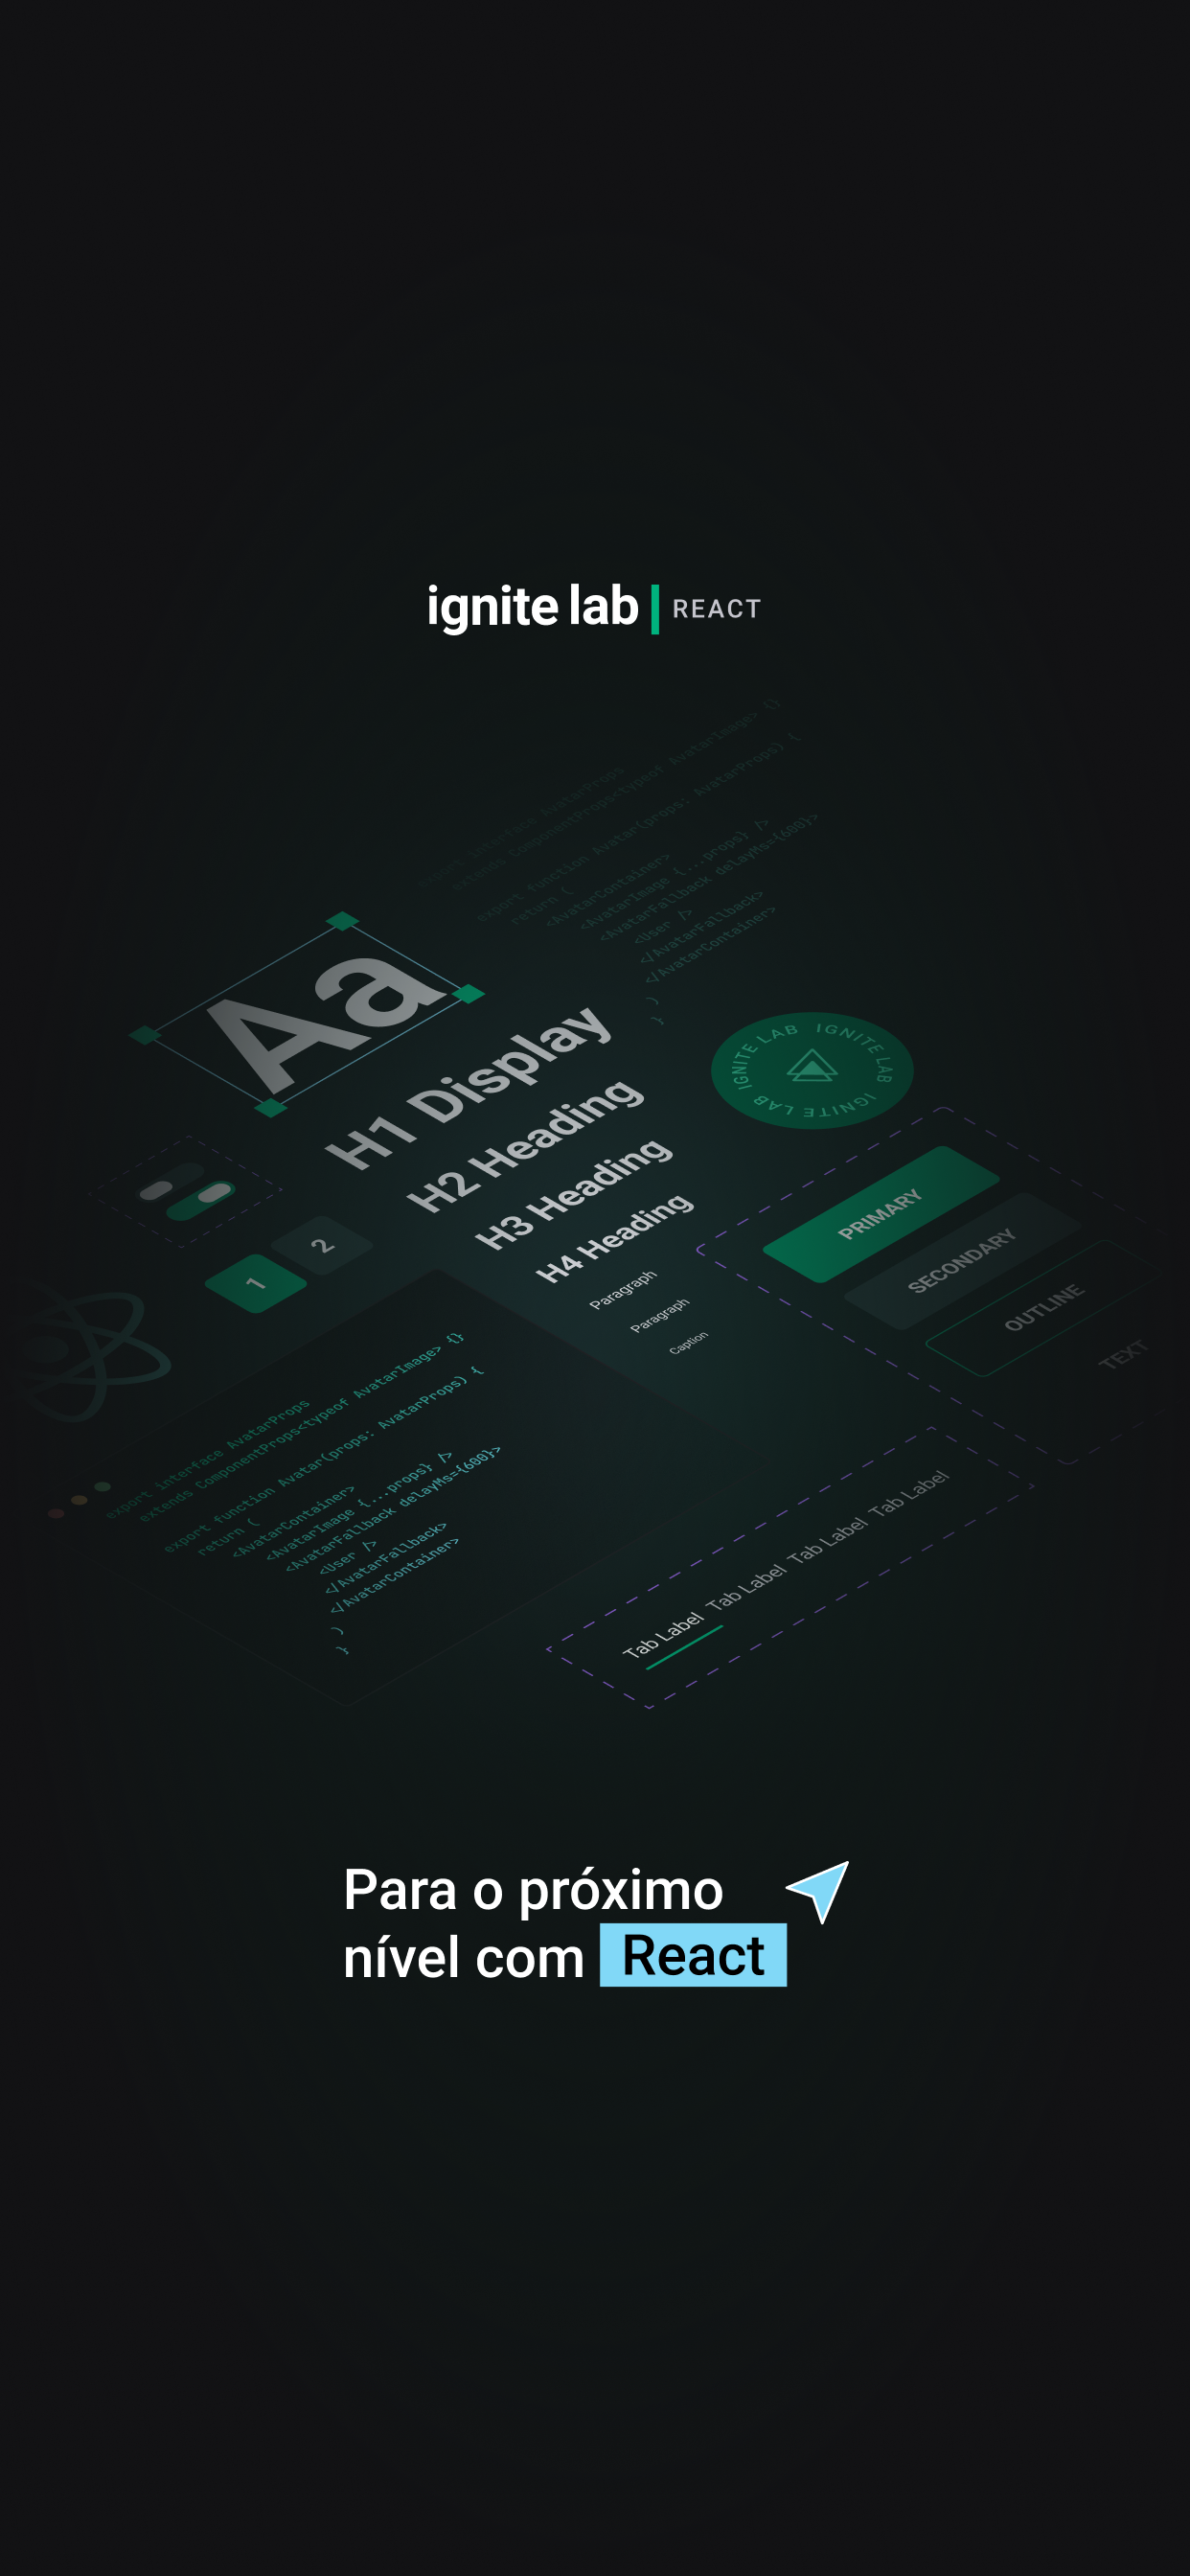 ignite lab | REACT
export interface AvatarProps
extends ComponentProps<typeof AvatarImage> {}
export function Avatar(props: AvatarProps) {
return (
<AvatarContainer>
<AvatarImage {...props} />
<AvatarFallback delayMs={600}>
<User />
</AvatarFallback>
</AvatarContainer>
)
}
Aa
H1 Display
H2 Heading
H3 Heading
H4 Heading
Paragraph
Paragraph
Caption
IGNITE LAB IGNITE LAB IGNITE LAB
1
2
PRIMARY
SECONDARY
OUTLINE
TEXT
export interface AvatarProps
extends ComponentProps<typeof AvatarImage> {}
export function Avatar(props: AvatarProps) {
return (
<AvatarContainer>
<AvatarImage {...props} />
<AvatarFallback delayMs={600}>
<User />
</AvatarFallback>
</AvatarContainer>
)
}
Tab Label Tab Label Tab Label Tab Label
Para o próximo
nível com React